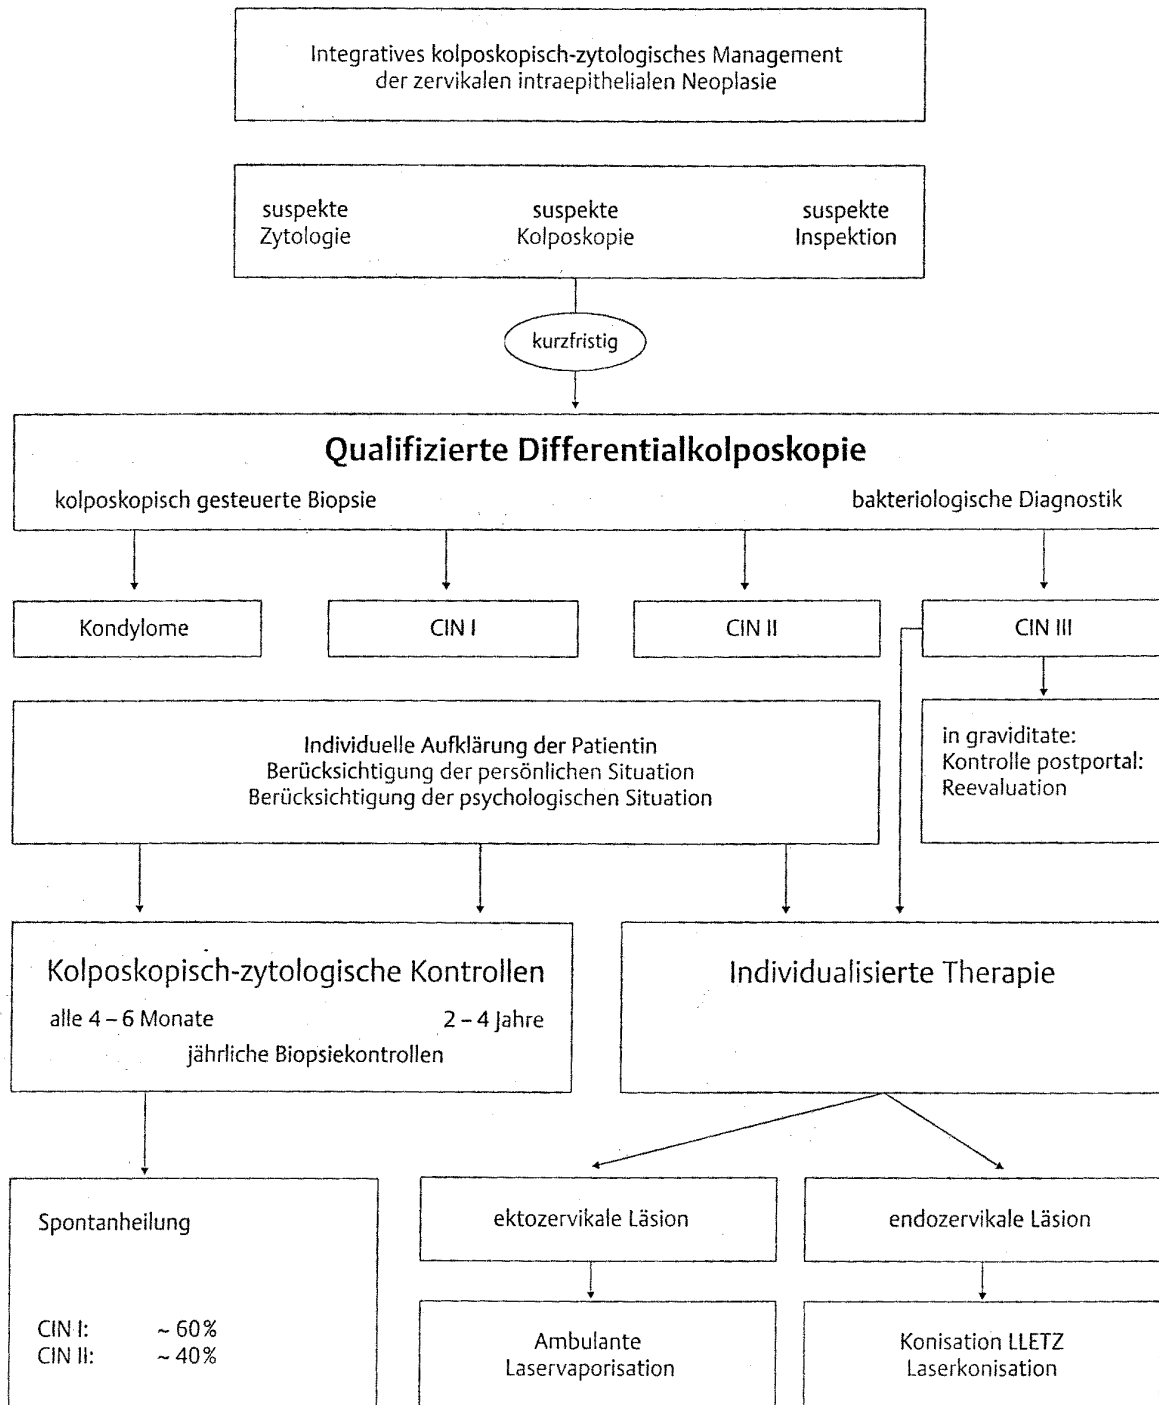 Integratives kolposkopisch-zytologisches Management
der zervikalen intraepithelialen Neoplasie
suspekte
Zytologie
suspekte
Kolposkopie
suspekte
Inspektion
kurzfristig
Qualifizierte Differentialkolposkopie
kolposkopisch gesteuerte Biopsie
bakteriologische Diagnostik
Kondylome
CIN I
CIN II
CIN III
Individuelle Aufklärung der Patientin
Berücksichtigung der persönlichen Situation
Berücksichtigung der psychologischen Situation
in graviditate:
Kontrolle postportal:
Reevaluation
Kolposkopisch-zytologische Kontrollen
alle 4 – 6 Monate
2 – 4 Jahre
jährliche Biopsiekontrollen
Individualisierte Therapie
Spontanheilung
CIN I: ~ 60%
CIN II: ~ 40%
ektozervikale Läsion
endozervikale Läsion
Ambulante
Laservaporisation
Konisation LLETZ
Laserkonisation